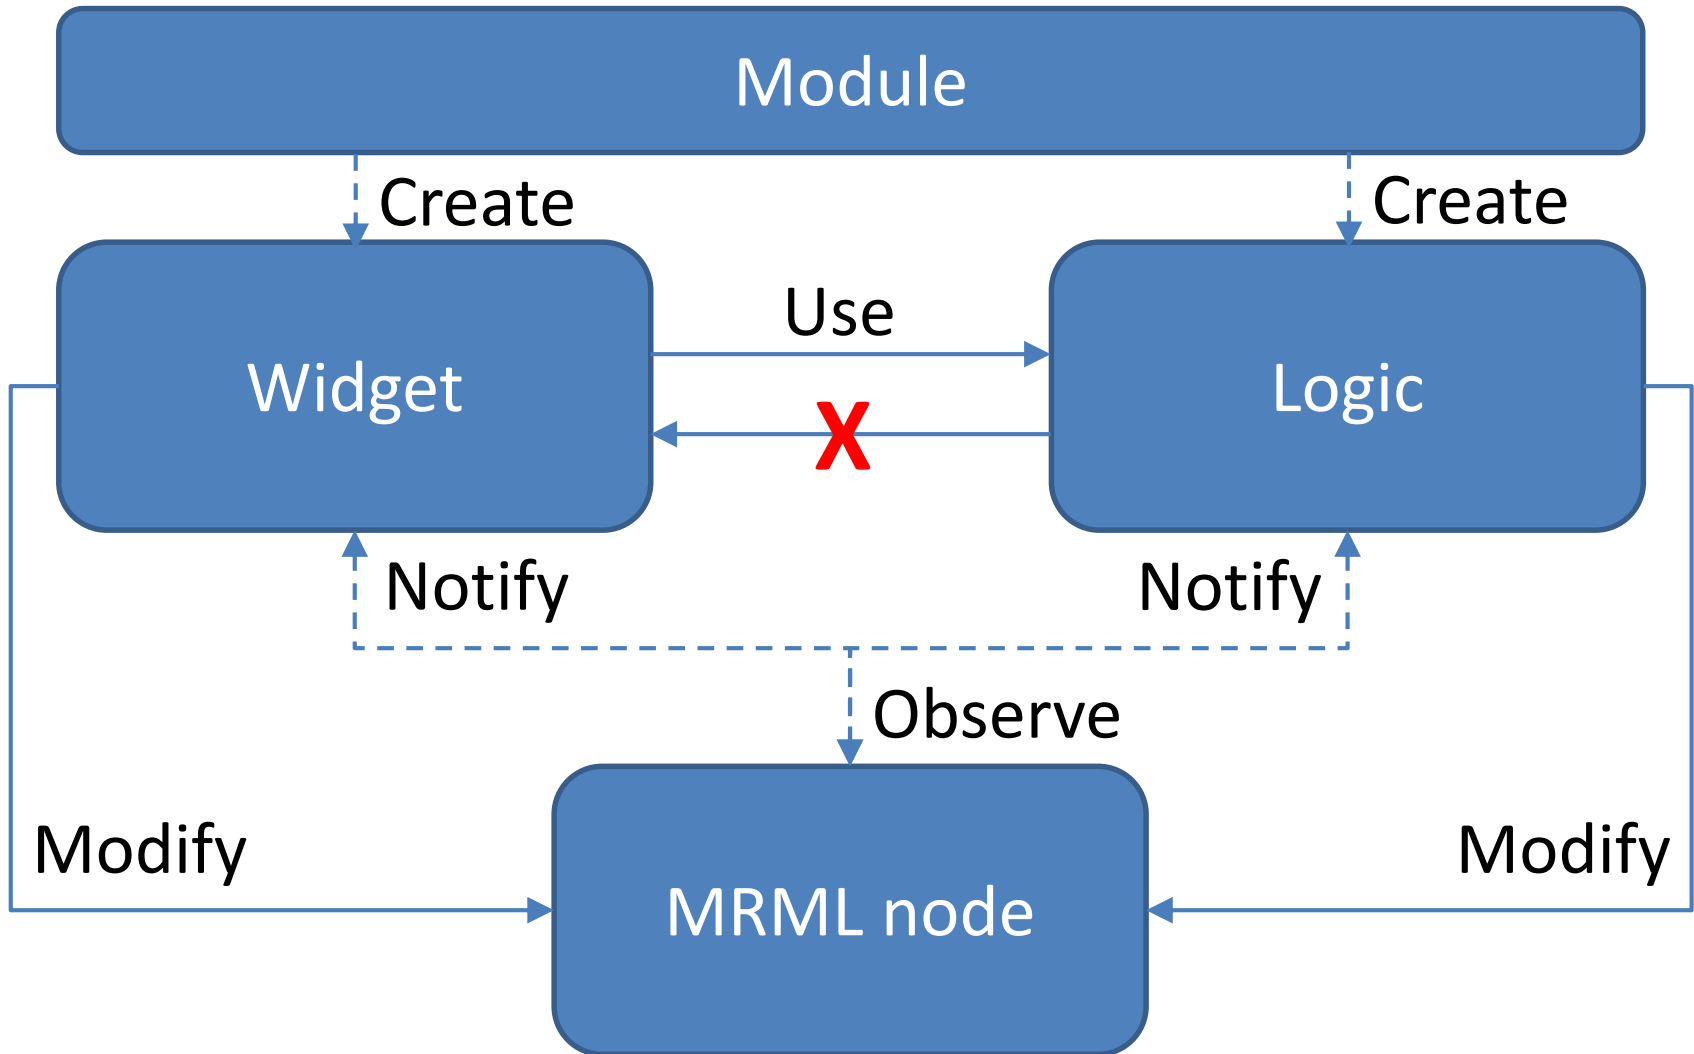 Module
Create
Create
Use
Widget
Logic
X
Notify
Notify
Observe
Modify
Modify
MRML node